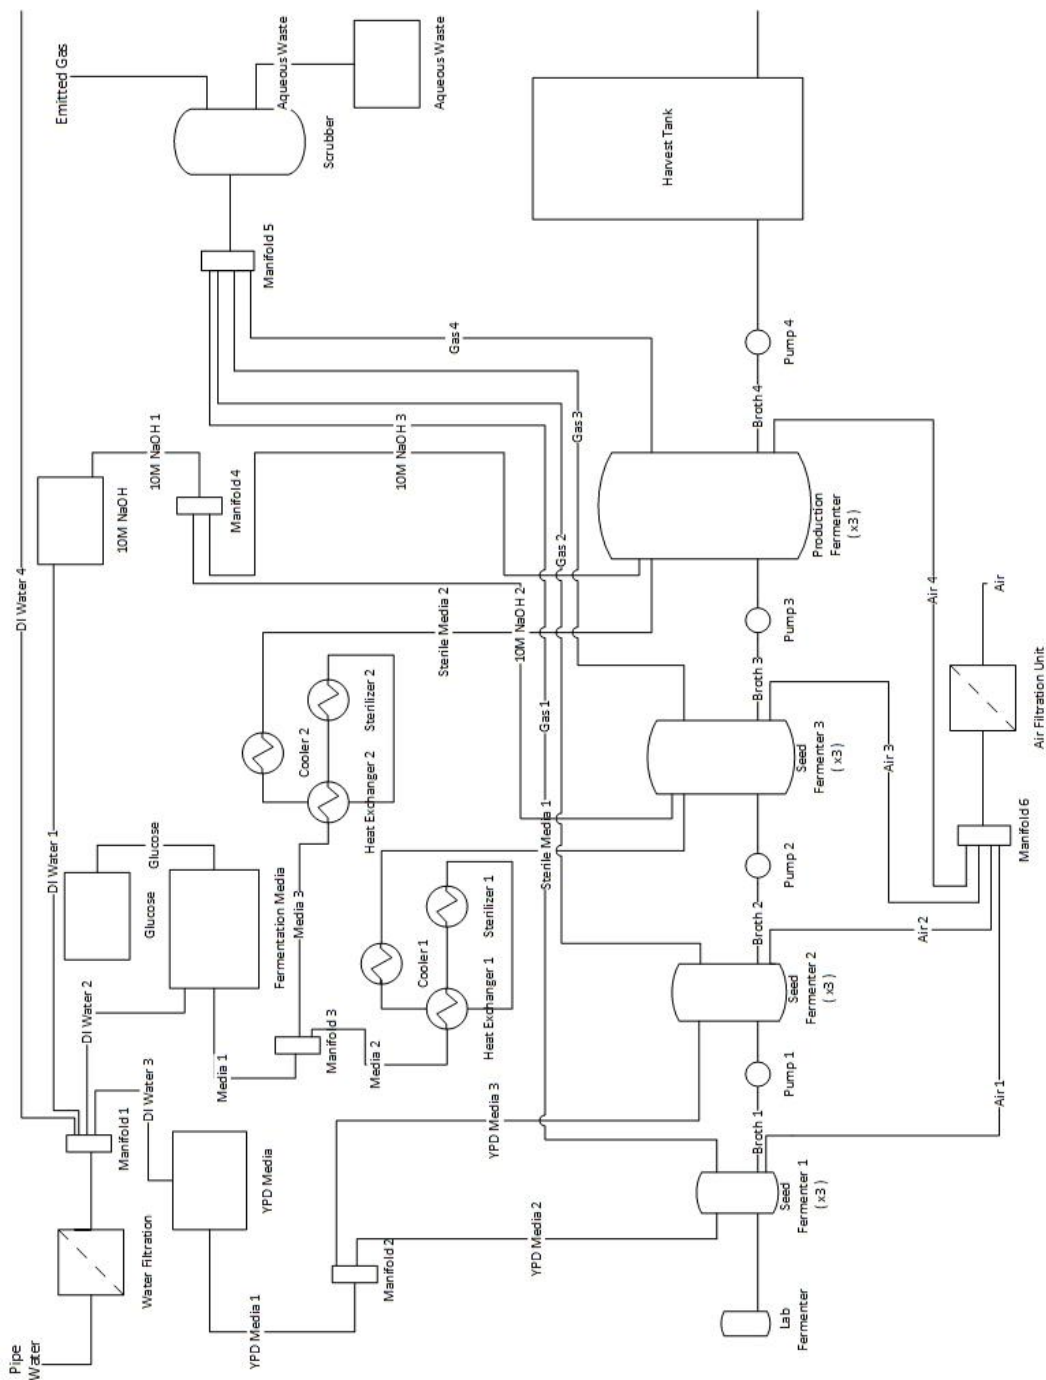 Pipe
Water
Water Filtration
Manifold 1
DI Water 1
DI Water 2
DI Water 3
DI Water 4
YPD Media
YPD Media 1
Manifold 2
YPD Media 2
YPD Media 3
Glucose
Glucose
Fermentation Media
Media 1
Manifold 3
Media 2
Media 3
Heat Exchanger 1
Sterilizer 1
Cooler 1
Sterile Media 1
Heat Exchanger 2
Sterilizer 2
Cooler 2
Sterile Media 2
10M NaOH
10M NaOH 1
Manifold 4
10M NaOH 2
10M NaOH 3
Lab
Fermenter
Seed
Fermenter 1
(x3)
Broth 1
Pump 1
Seed
Fermenter 2
(x3)
Broth 2
Pump 2
Seed
Fermenter 3
(x3)
Broth 3
Pump 3
Production
Fermenter
(x3)
Broth 4
Pump 4
Harvest Tank
Gas 1
Gas 2
Gas 3
Gas 4
Manifold 5
Scrubber
Emitted Gas
Aqueous Waste
Aqueous Waste
Air 1
Air 2
Air 3
Air 4
Manifold 6
Air Filtration Unit
Air